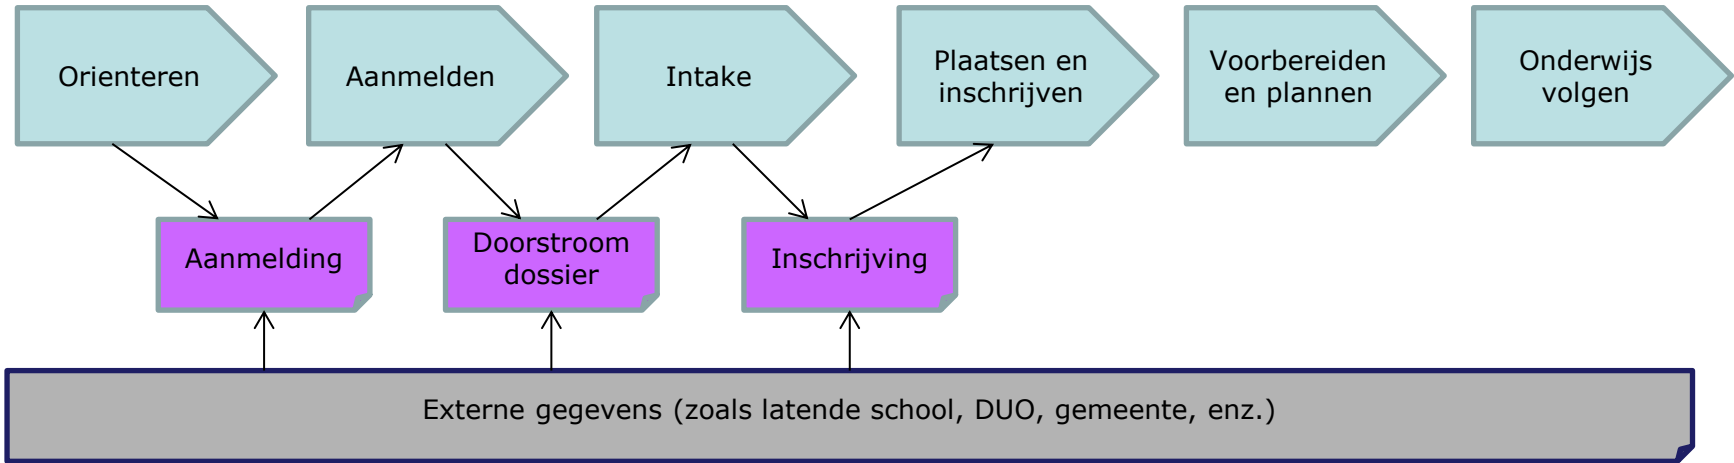 Orienteren
Aanmelden
Intake
Plaatsen en
inschrijven
Voorbereiden
en plannen
Onderwijs
volgen
Aanmelding
Doorstroom
dossier
Inschrijving
Externe gegevens (zoals latende school, DUO, gemeente, enz.)